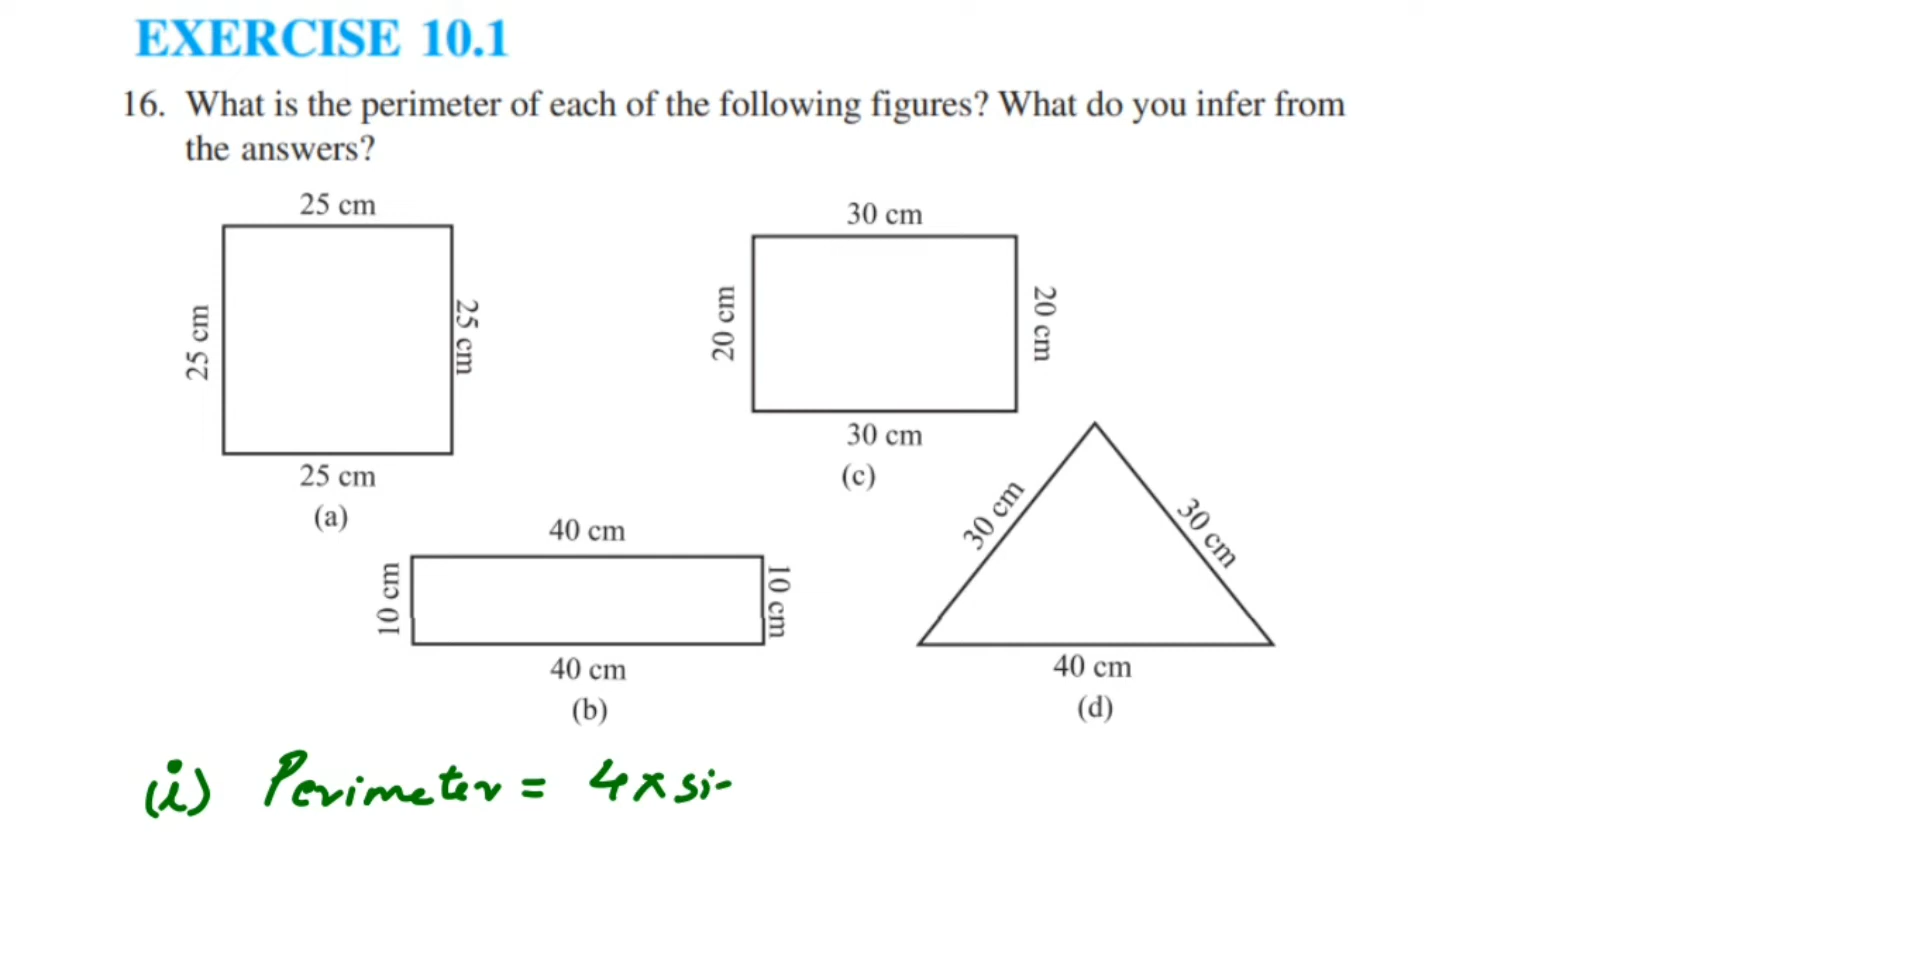 EXERCISE 10.1
16. What is the perimeter of each of the following figures? What do you infer from
the answers?
25 cm
25 cm
25 cm
25 cm
(a)
30 cm
20 cm
20 cm
30 cm
(c)
40 cm
10 cm
10 cm
40 cm
(b)
30 cm
30 cm
40 cm
(d)
(i) Perimeter = 4 × si